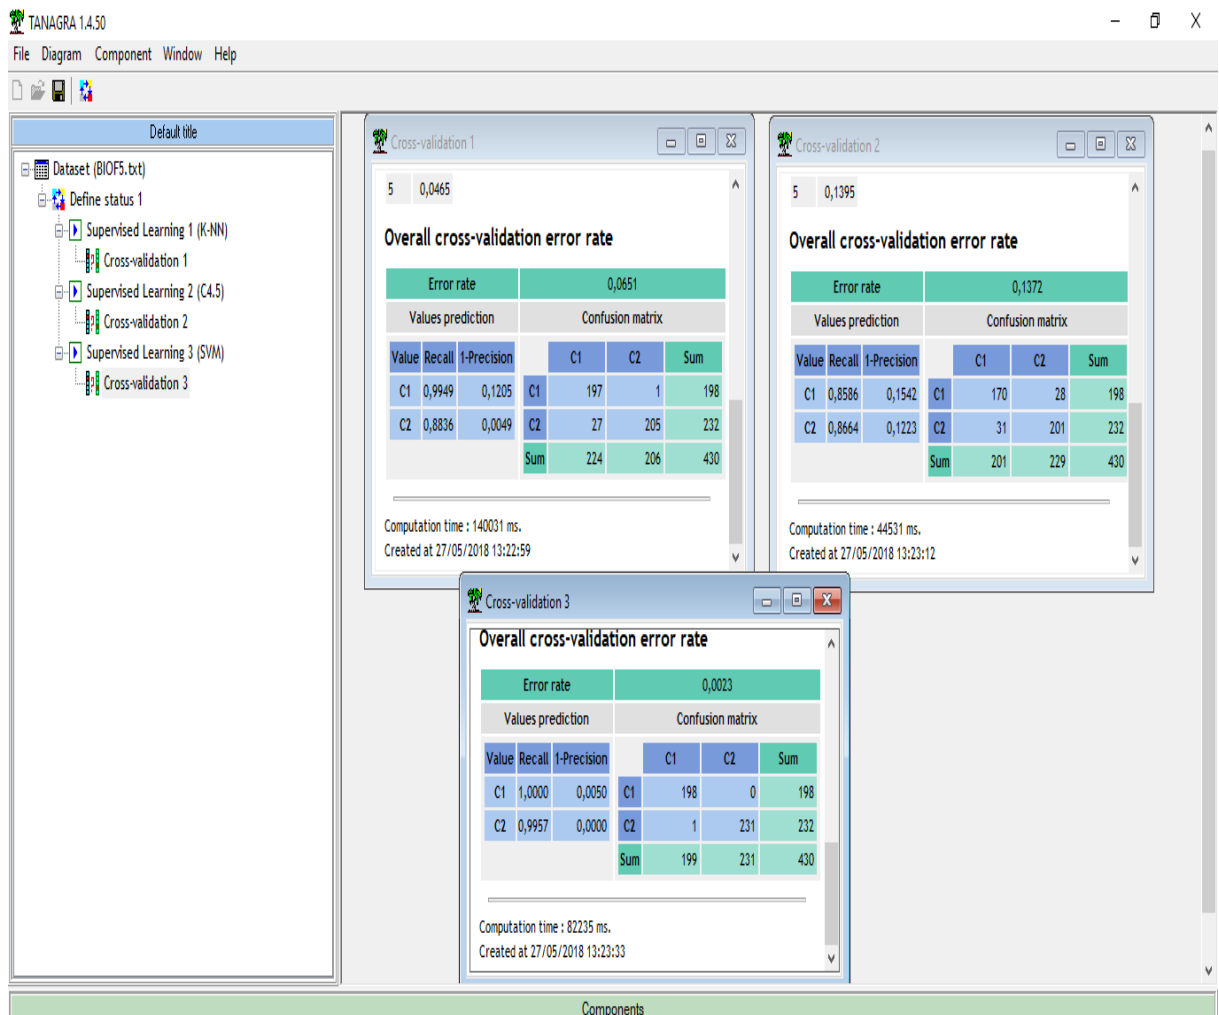 TANAGRA 1.4.50
File Diagram Component Window Help
Default title
Dataset (BIOF5.txt)
Define status 1
Supervised Learning 1 (K-NN)
Cross-validation 1
Supervised Learning 2 (C4.5)
Cross-validation 2
Supervised Learning 3 (SVM)
Cross-validation 3
Cross-validation 1
5 0,0465
Overall cross-validation error rate
Error rate 0,0651
Values prediction Confusion matrix
Value Recall 1-Precision C1 C2 Sum
C1 0,9949 0,1205 C1 197 1 198
C2 0,8836 0,0049 C2 27 205 232
Sum 224 206 430
Computation time : 140031 ms.
Created at 27/05/2018 13:22:59
Cross-validation 2
5 0,1395
Overall cross-validation error rate
Error rate 0,1372
Values prediction Confusion matrix
Value Recall 1-Precision C1 C2 Sum
C1 0,8586 0,1542 C1 170 28 198
C2 0,8664 0,1223 C2 31 201 232
Sum 201 229 430
Computation time : 44531 ms.
Created at 27/05/2018 13:23:12
Cross-validation 3
Overall cross-validation error rate
Error rate 0,0023
Values prediction Confusion matrix
Value Recall 1-Precision C1 C2 Sum
C1 1,0000 0,0050 C1 198 0 198
C2 0,9957 0,0000 C2 1 231 232
Sum 199 231 430
Computation time : 82235 ms.
Created at 27/05/2018 13:23:33
Components